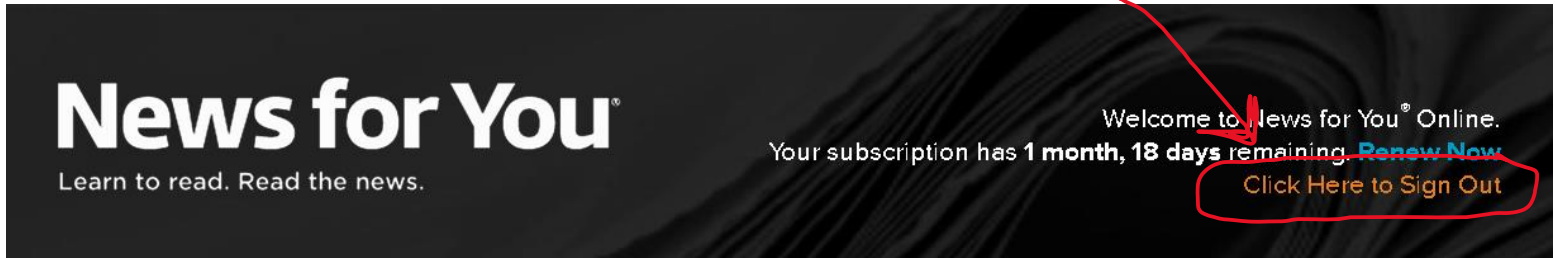 News for You®
Learn to read. Read the news.
Welcome to News for You® Online.
Your subscription has 1 month, 18 days remaining. Renew Now
Click Here to Sign Out